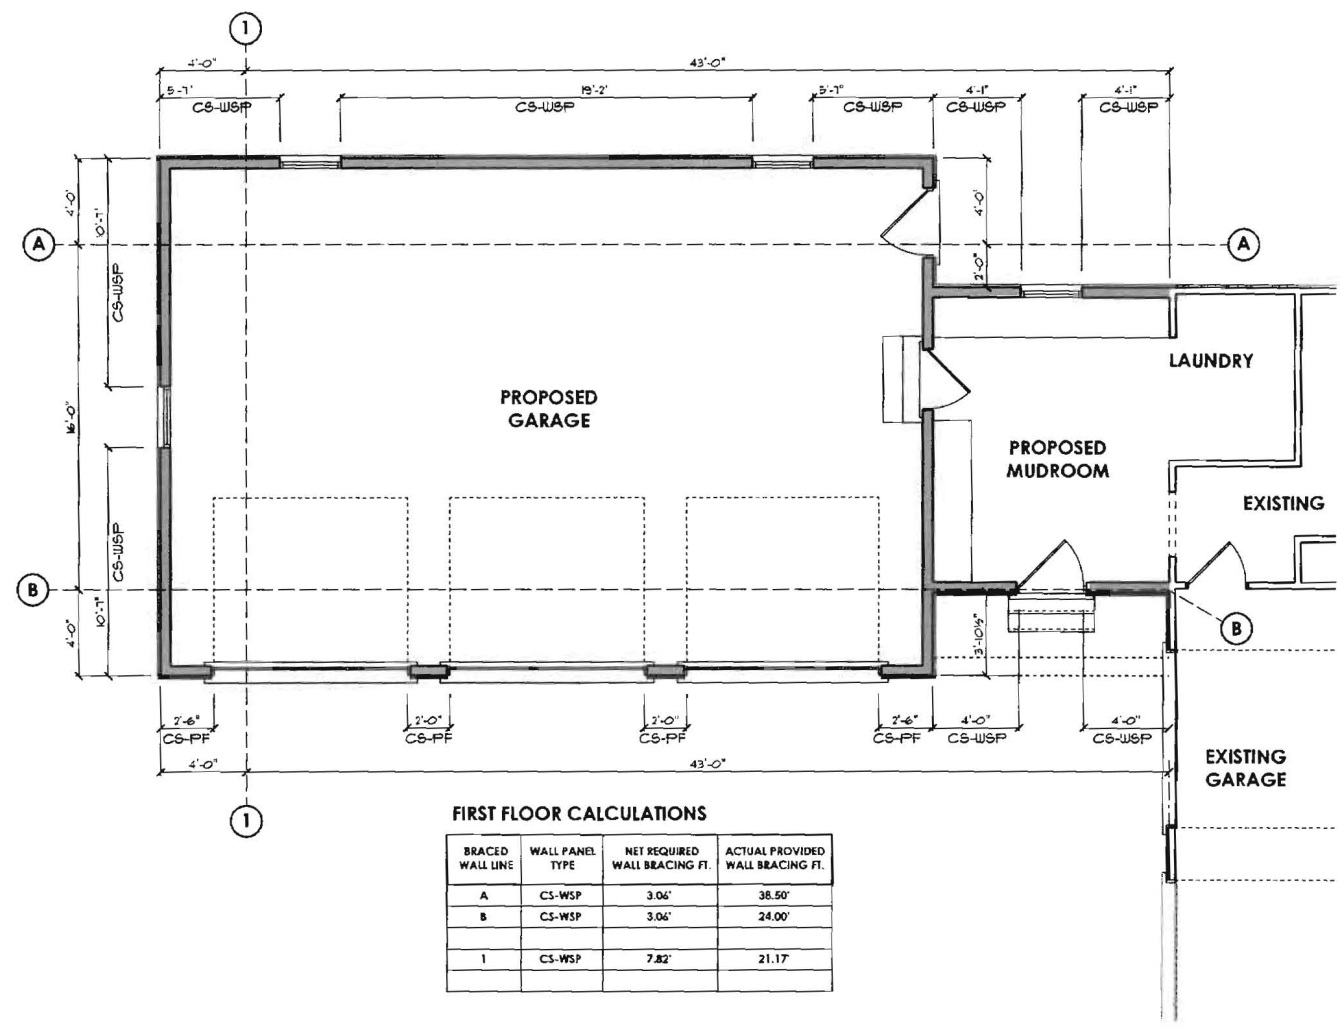 1
4'-0" 43'-0"
5'-7" 19'-2" 5'-7" 4'-1" 4'-1"
CS-WSP CS-WSP CS-WSP CS-WSP CS-WSP
4'-0" 10'-7" 4'-0"
A A
CS-WSP 2'-0"
LAUNDRY
PROPOSED
GARAGE
16'-0"
PROPOSED
MUDROOM
EXISTING
CS-WSP
B
10'-7" 4'-0" 3'-10½"
B
2'-6" 2'-0" 2'-0" 2'-6" 4'-0" 4'-0"
CS-PF CS-PF CS-PF CS-PF CS-WSP CS-WSP
4'-0" 43'-0"
EXISTING
GARAGE
1
FIRST FLOOR CALCULATIONS
BRACED WALL PANEL NET REQUIRED ACTUAL PROVIDED
WALL LINE TYPE WALL BRACING FT. WALL BRACING FT.
A CS-WSP 3.06' 38.50'
B CS-WSP 3.06' 24.00'
1 CS-WSP 7.82' 21.17'